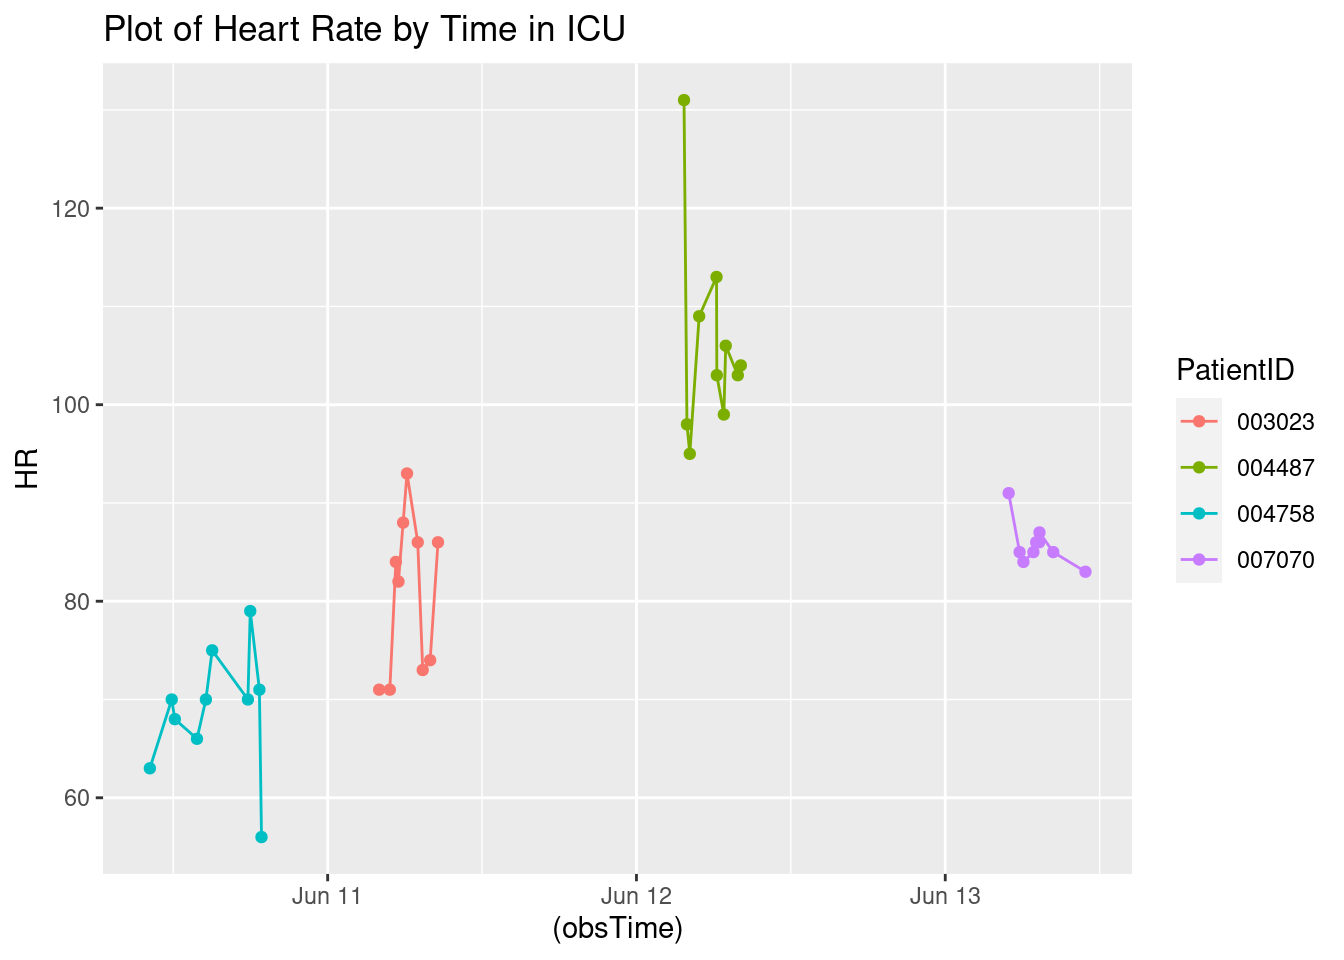 Plot of Heart Rate by Time in ICU
120
100
80
60
HR
Jun 11
Jun 12
Jun 13
(obsTime)
PatientID
003023
004487
004758
007070